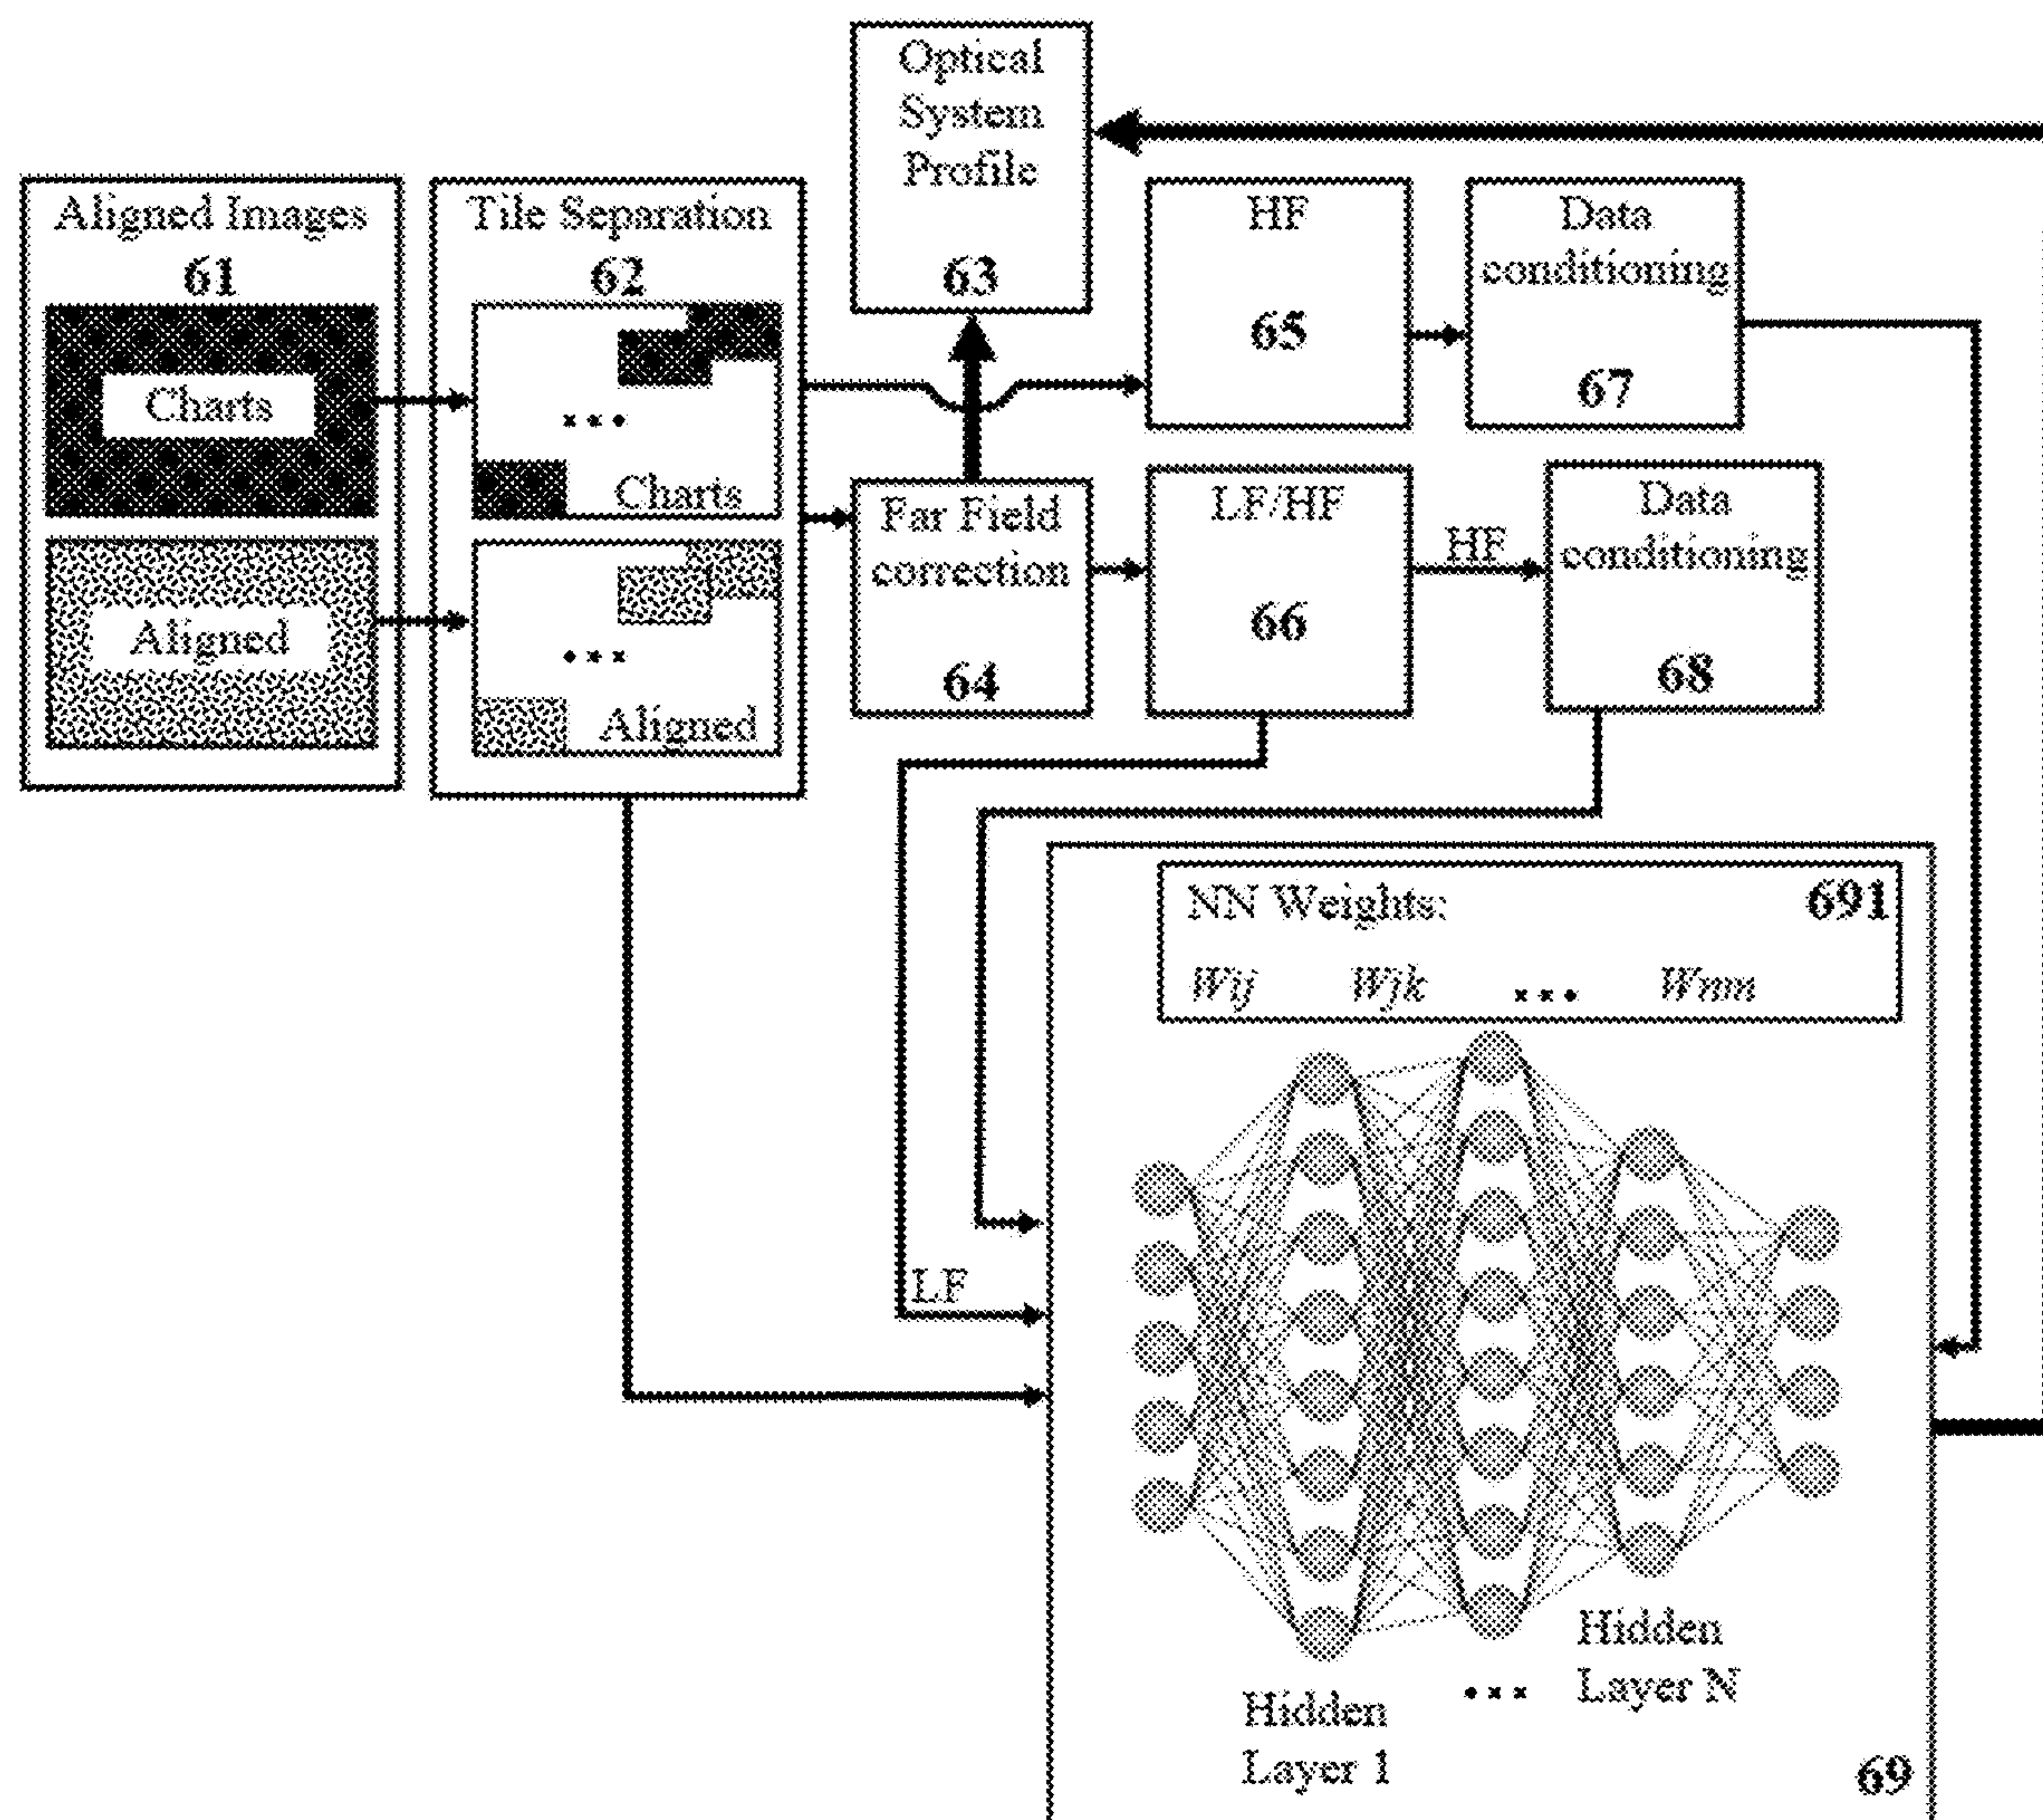 Optical
System
Profile
63
Aligned Images
61
Charts
Aligned
Tile Separation
62
...
Charts
...
Aligned
HF
65
Data
conditioning
67
Far Field
correction
64
LF/HF
66
HF
Data
conditioning
68
NN Weights:
691
Wij Wjk ... Wnm
LF
Hidden
Layer 1
...
Hidden
Layer N
69